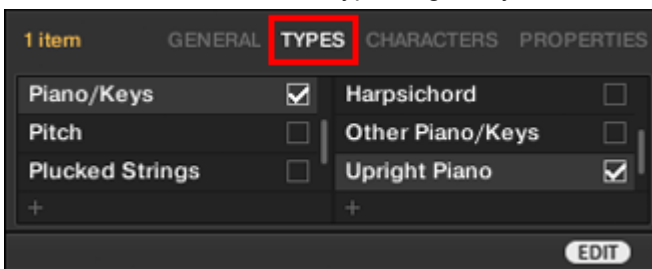 1 item GENERAL TYPES CHARACTERS PROPERTIES
Piano/Keys Harpsichord
Pitch Other Piano/Keys
Plucked Strings Upright Piano
+ +
EDIT